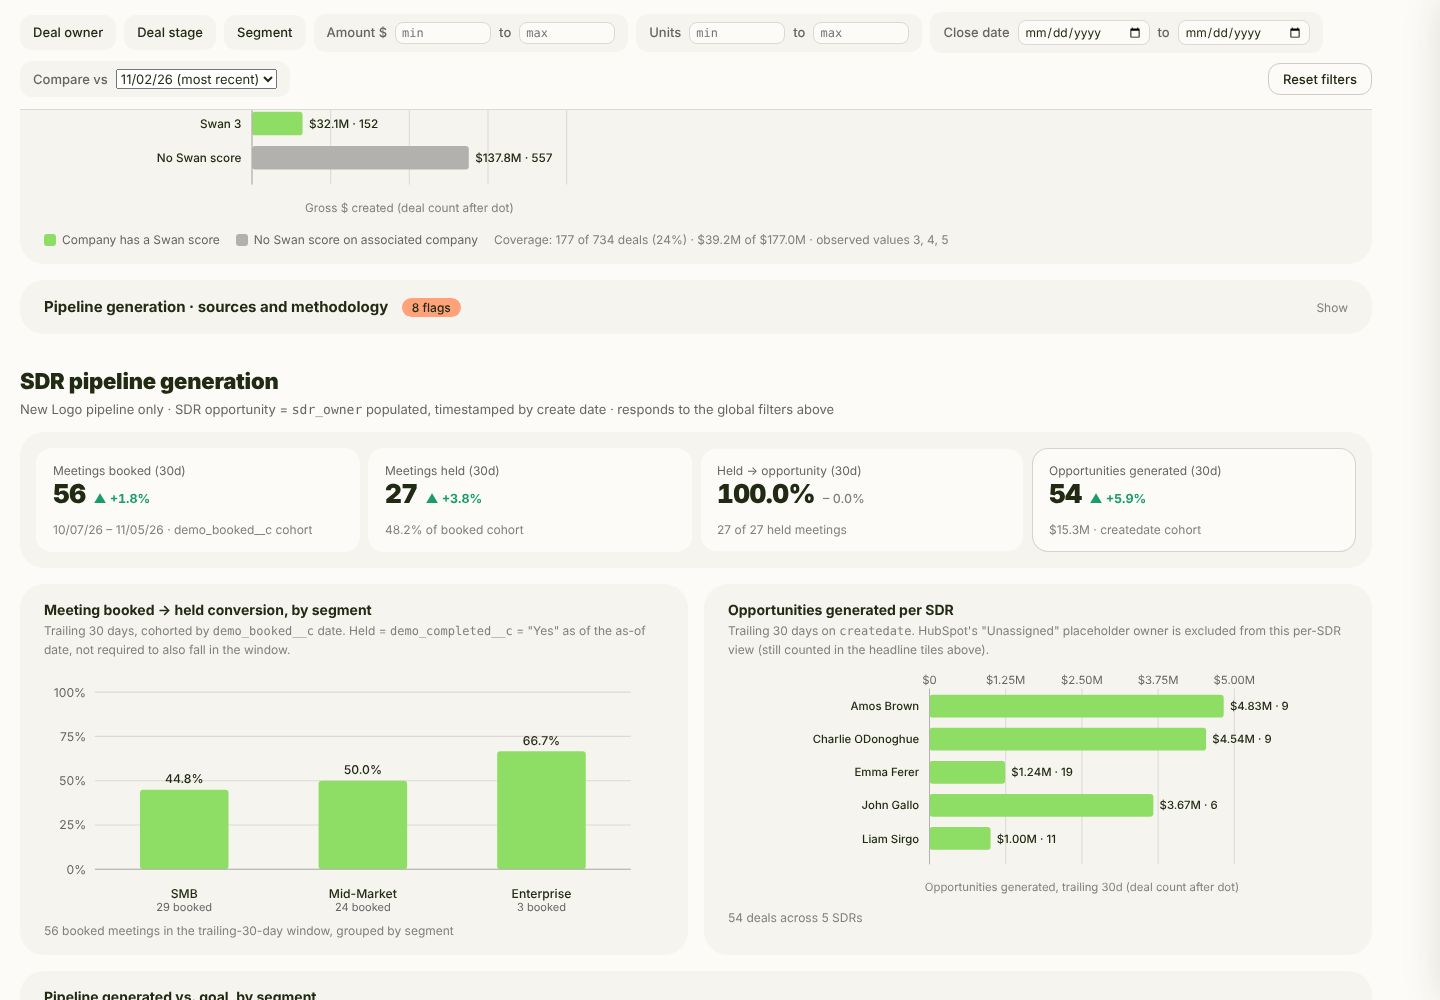 Deal owner
Deal stage
Segment
Amount $ min to max
Units min to max
Close date mm/dd/yyyy to mm/dd/yyyy
Compare vs 11/02/26 (most recent)
Reset filters
Swan 3 $32.1M · 152
No Swan score $137.8M · 557
Gross $ created (deal count after dot)
Company has a Swan score No Swan score on associated company Coverage: 177 of 734 deals (24%) · $39.2M of $177.0M · observed values 3, 4, 5
Pipeline generation · sources and methodology 8 flags Show
SDR pipeline generation
New Logo pipeline only · SDR opportunity = sdr_owner populated, timestamped by create date · responds to the global filters above
Meetings booked (30d)
56 ▲ +1.8%
10/07/26 – 11/05/26 · demo_booked__c cohort
Meetings held (30d)
27 ▲ +3.8%
48.2% of booked cohort
Held → opportunity (30d)
100.0% – 0.0%
27 of 27 held meetings
Opportunities generated (30d)
54 ▲ +5.9%
$15.3M · createdate cohort
Meeting booked → held conversion, by segment
Trailing 30 days, cohorted by demo_booked__c date. Held = demo_completed__c = "Yes" as of the as-of
date, not required to also fall in the window.
100%
75%
50%
25%
0%
44.8%
50.0%
66.7%
SMB
29 booked
Mid-Market
24 booked
Enterprise
3 booked
56 booked meetings in the trailing-30-day window, grouped by segment
Opportunities generated per SDR
Trailing 30 days on createdate. HubSpot's "Unassigned" placeholder owner is excluded from this per-SDR
view (still counted in the headline tiles above).
$0 $1.25M $2.50M $3.75M $5.00M
Amos Brown $4.83M · 9
Charlie ODonoghue $4.54M · 9
Emma Ferer $1.24M · 19
John Gallo $3.67M · 6
Liam Sirgo $1.00M · 11
Opportunities generated, trailing 30d (deal count after dot)
54 deals across 5 SDRs
Pipeline generated vs. goal, by segment